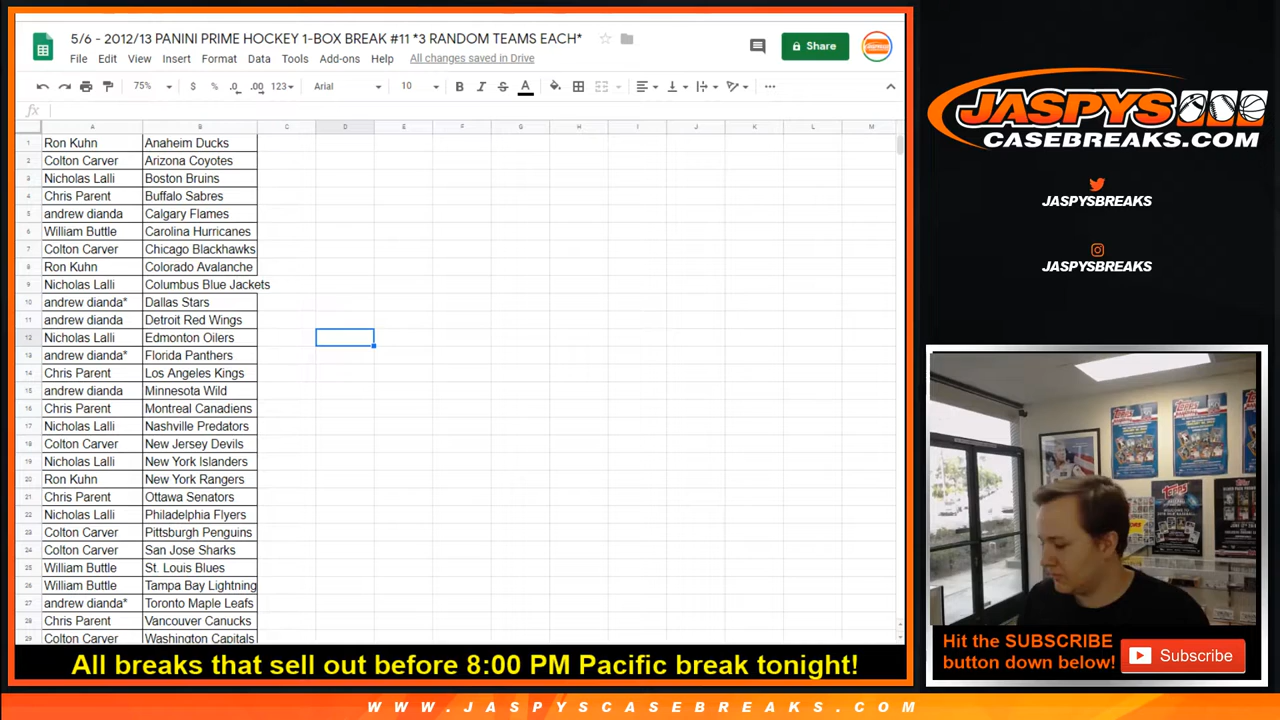 5/6 - 2012/13 PANINI PRIME HOCKEY 1-BOX BREAK #11 *3 RANDOM TEAMS EACH*
File Edit View Insert Format Data Tools Add-ons Help All changes saved in Drive
Share
75% $ % .0 .00 123 Arial 10 B I S A
fx
A B C D E F G H I J K L M
1 Ron Kuhn Anaheim Ducks
2 Colton Carver Arizona Coyotes
3 Nicholas Lalli Boston Bruins
4 Chris Parent Buffalo Sabres
5 andrew dianda Calgary Flames
6 William Buttle Carolina Hurricanes
7 Colton Carver Chicago Blackhawks
8 Ron Kuhn Colorado Avalanche
9 Nicholas Lalli Columbus Blue Jackets
10 andrew dianda* Dallas Stars
11 andrew dianda Detroit Red Wings
12 Nicholas Lalli Edmonton Oilers
13 andrew dianda* Florida Panthers
14 Chris Parent Los Angeles Kings
15 andrew dianda Minnesota Wild
16 Chris Parent Montreal Canadiens
17 Nicholas Lalli Nashville Predators
18 Colton Carver New Jersey Devils
19 Nicholas Lalli New York Islanders
20 Ron Kuhn New York Rangers
21 Chris Parent Ottawa Senators
22 Nicholas Lalli Philadelphia Flyers
23 Colton Carver Pittsburgh Penguins
24 Colton Carver San Jose Sharks
25 William Buttle St. Louis Blues
26 William Buttle Tampa Bay Lightning
27 andrew dianda* Toronto Maple Leafs
28 Chris Parent Vancouver Canucks
29 Colton Carver Washington Capitals
All breaks that sell out before 8:00 PM Pacific break tonight!
JASPYS
CASEBREAKS.COM
JASPYSBREAKS
JASPYSBREAKS
Topps
Topps
Topps
Hit the SUBSCRIBE
button down below!
Subscribe
WWW.JASPYSCASEBREAKS.COM